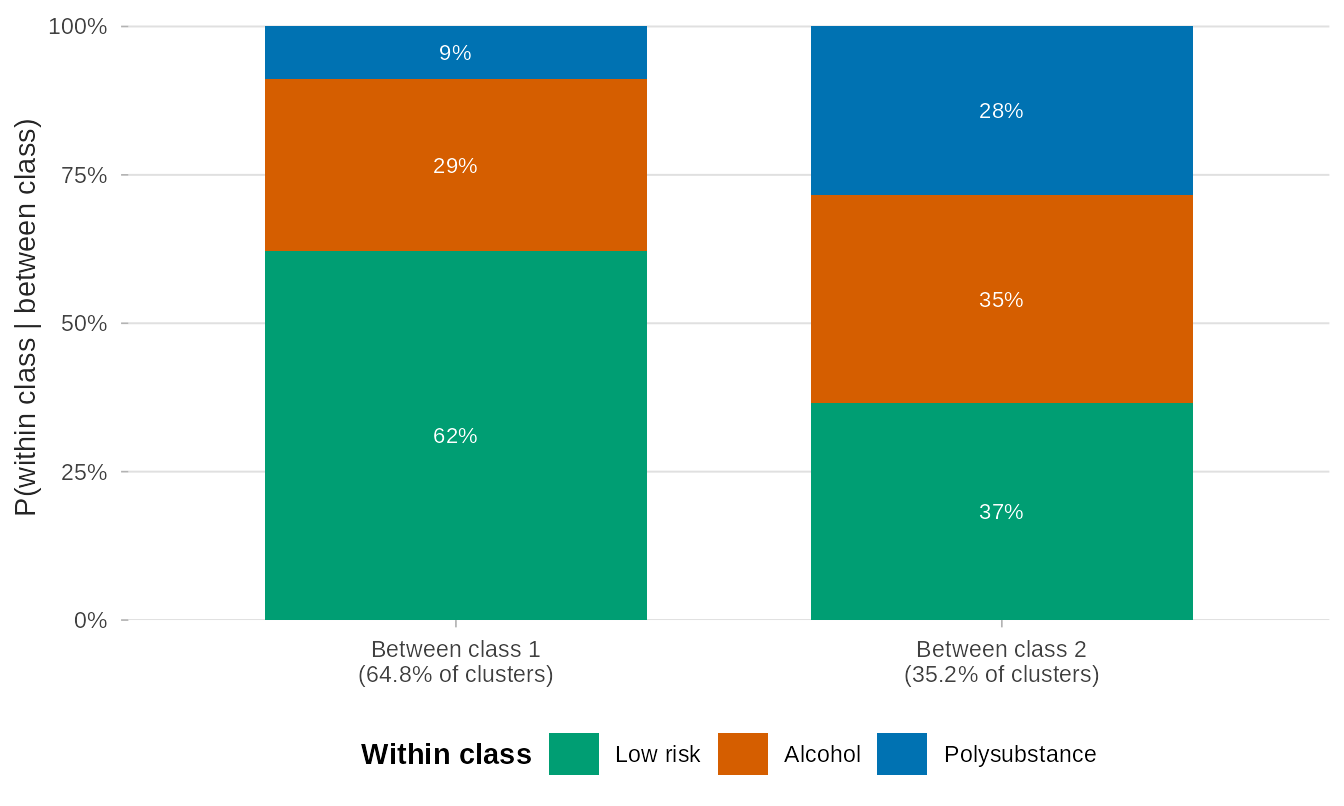 100%
75%
50%
25%
0%
P(within class | between class)
9%
29%
62%
28%
35%
37%
Between class 1
(64.8% of clusters)
Between class 2
(35.2% of clusters)
Within class
Low risk
Alcohol
Polysubstance